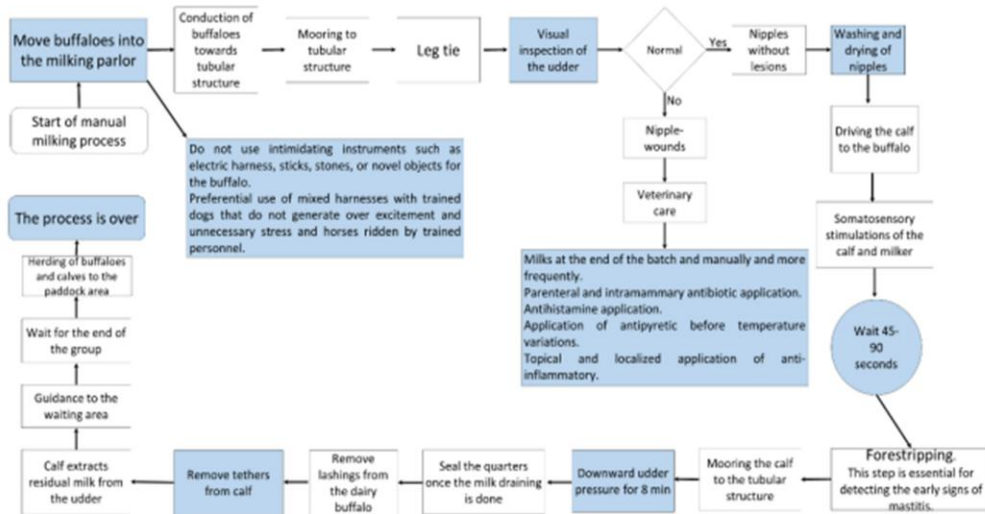 Move buffaloes into
the milking parlor
Conduction of
buffaloes
towards
tubular
structure
Mooring to
tubular
structure
Leg tie
Visual
inspection of
the udder
Normal
Yes
Nipples
without
lesions
Washing and
drying of
nipples
Start of manual
milking process
No
Nipple-
wounds
Veterinary
care
Driving the calf
to the buffalo
Do not use intimidating instruments such as
electric harness, sticks, stones, or novel objects for
the buffalo.
Preferential use of mixed harnesses with trained
dogs that do not generate over excitement and
unnecessary stress and horses ridden by trained
personnel.
Somatosensory
stimulations of the
calf and milker
Milks at the end of the batch and manually and more
frequently.
Parenteral and intramammary antibiotic application.
Antihistamine application.
Application of antipyretic before temperature
variations.
Topical and localized application of anti-
inflammatory.
Wait 45-
90
seconds
Forestripping.
This step is essential for
detecting the early signs of
mastitis.
Mooring the calf
to the tubular
structure
Downward udder
pressure for 8 min
Seal the quarters
once the milk draining
is done
Remove
lashings from
the dairy
buffalo
Remove tethers
from calf
Calf extracts
residual milk from
the udder
Guidance to the
waiting area
Wait for the end of
the group
Herding of buffaloes
and calves to the
paddock area
The process is over